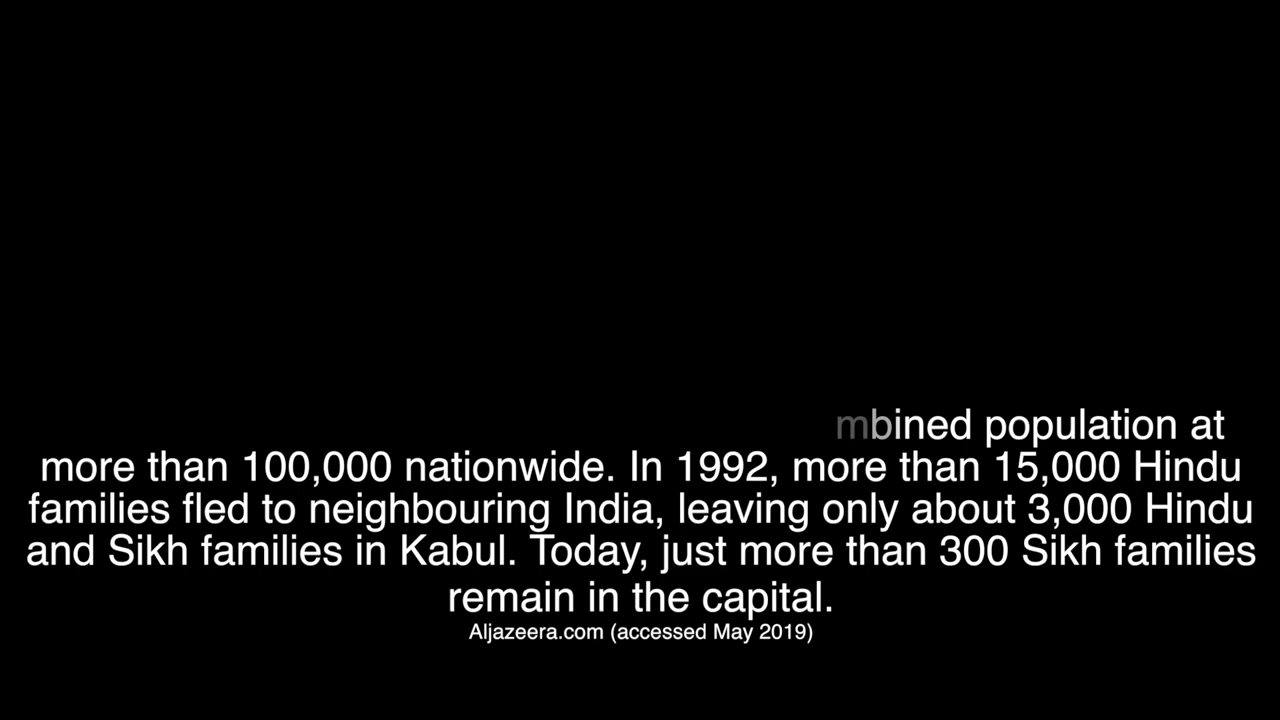 mbined population at
more than 100,000 nationwide. In 1992, more than 15,000 Hindu
families fled to neighbouring India, leaving only about 3,000 Hindu
and Sikh families in Kabul. Today, just more than 300 Sikh families
remain in the capital.
Aljazeera.com (accessed May 2019)